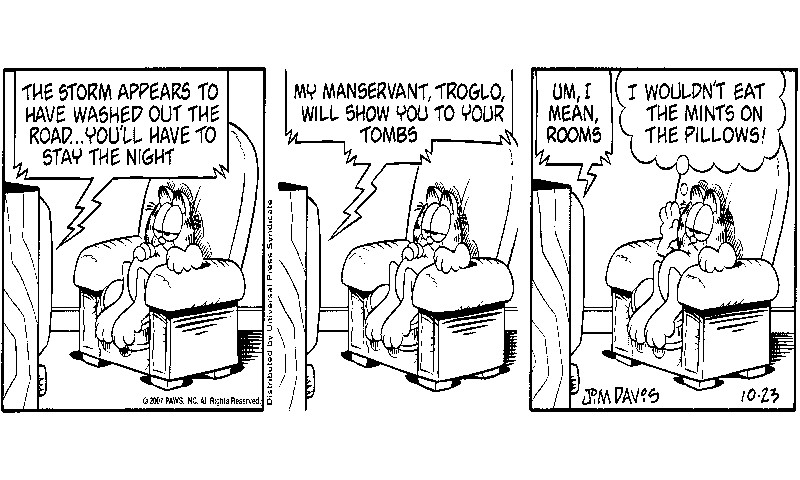 THE STORM APPEARS TO
HAVE WASHED OUT THE
ROAD...YOU'LL HAVE TO
STAY THE NIGHT
© 2007 PAWS, INC. All Rights Reserved.
Distributed by Universal Press Syndicate
MY MANSERVANT, TROGLO,
WILL SHOW YOU TO YOUR
TOMBS
UM, I
MEAN,
ROOMS
I WOULDN'T EAT
THE MINTS ON
THE PILLOWS!
JIM DAVIS
10-23